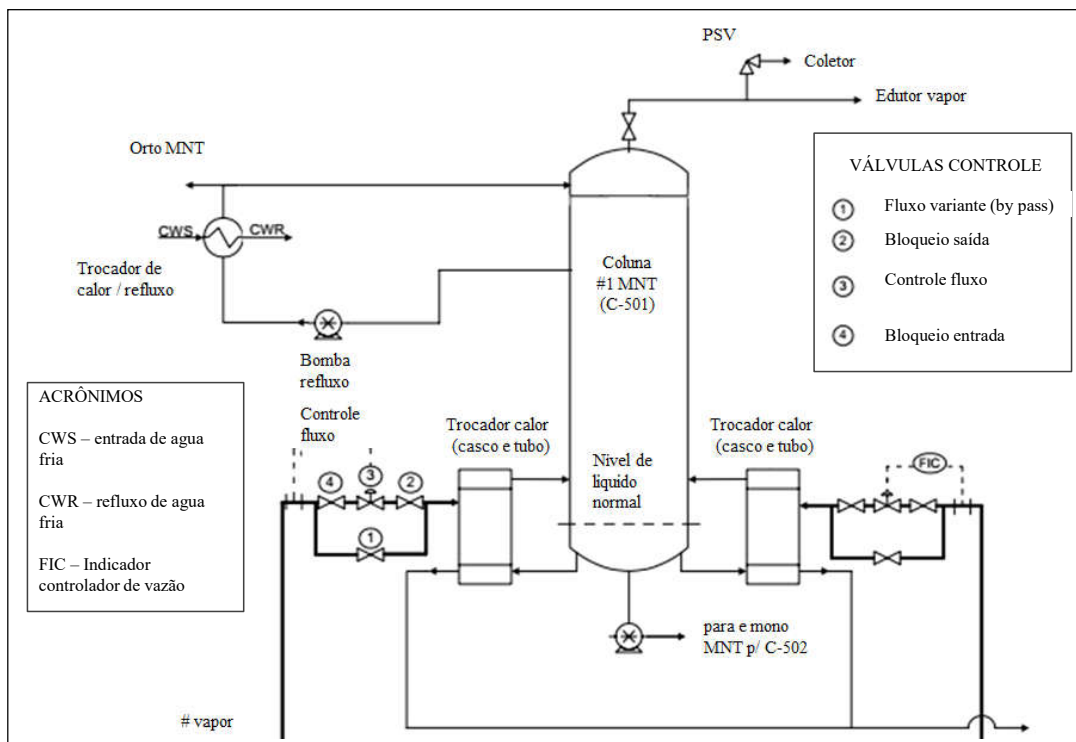 PSV
Coletor
Edutor vapor
Orto MNT
CWS
CWR
Trocador de
calor / refluxo
Bomba
refluxo
Coluna
#1 MNT
(C-501)
VÁLVULAS CONTROLE
1 Fluxo variante (by pass)
2 Bloqueio saída
3 Controle fluxo
4 Bloqueio entrada
ACRÔNIMOS
CWS – entrada de agua
fria
CWR – refluxo de agua
fria
FIC – Indicador
controlador de vazão
Controle
fluxo
4
3
2
1
Trocador calor
(casco e tubo)
Nivel de
liquido
normal
Trocador calor
(casco e tubo)
FIC
para e mono
MNT p/ C-502
# vapor